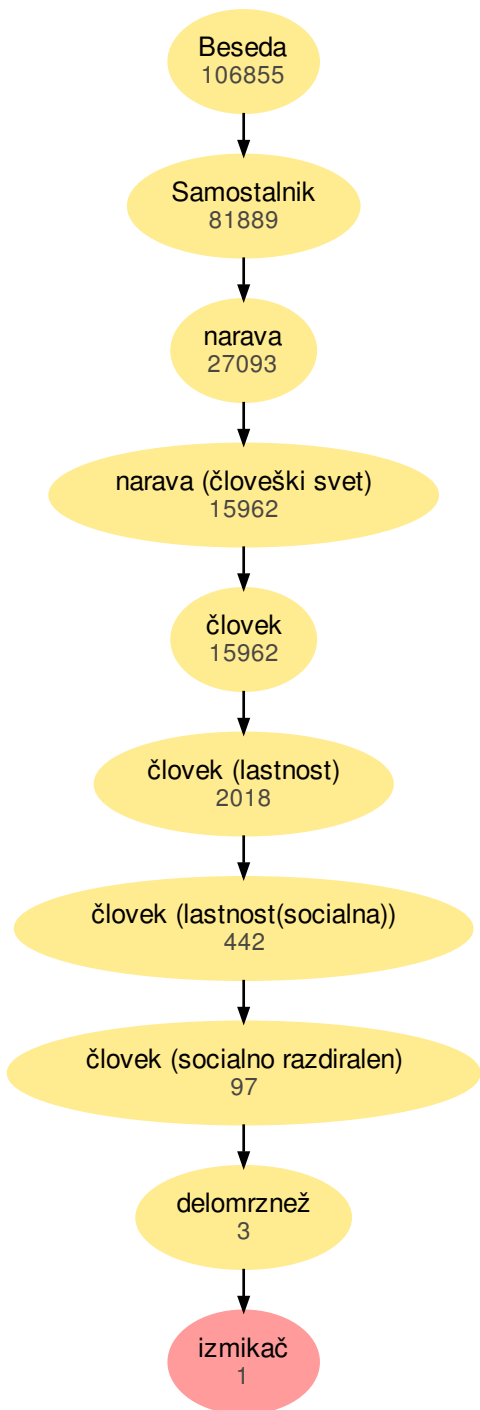 Beseda
106855
Samostalnik
81889
narava
27093
narava (človeški svet)
15962
človek
15962
človek (lastnost)
2018
človek (lastnost(socialna))
442
človek (socialno razdiralen)
97
delomrznež
3
izmikač
1